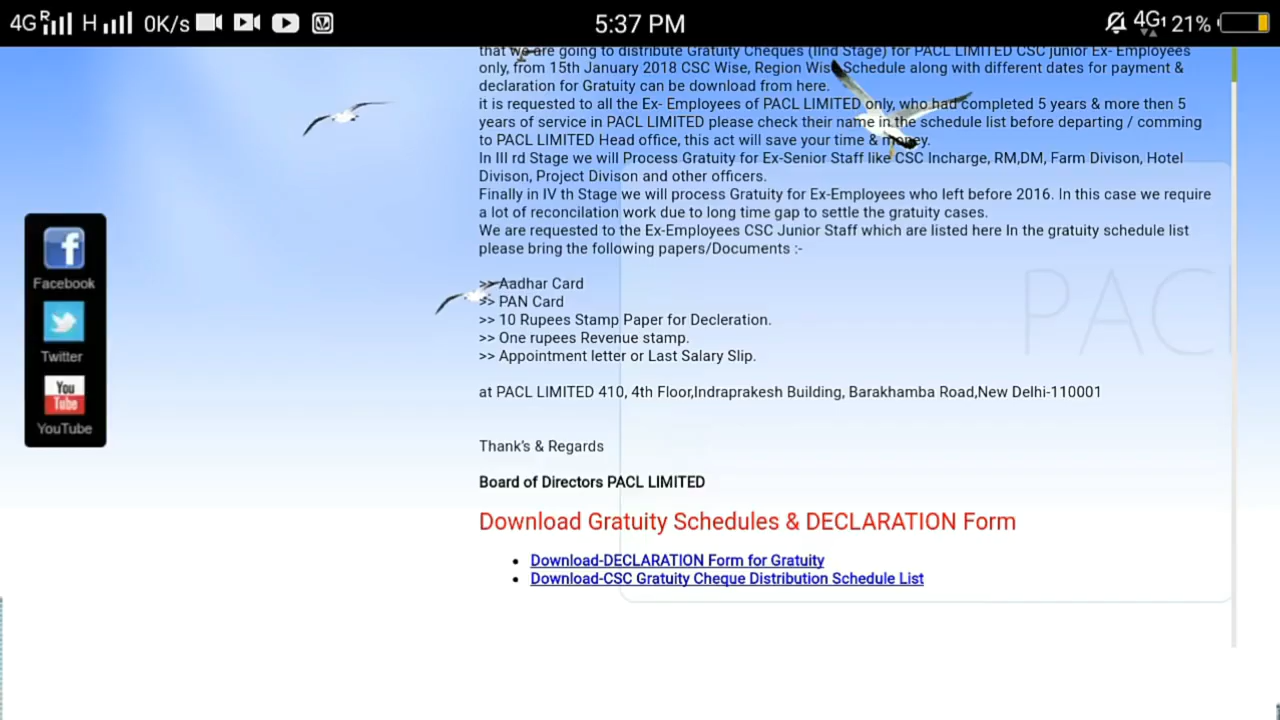 4G R H 0K/s 5:37 PM 4G1 21%
that we are going to distribute Gratuity Cheques (IInd Stage) for PACL LIMITED CSC junior Ex- Employees
only, from 15th January 2018 CSC Wise, Region Wise Schedule along with different dates for payment &
declaration for Gratuity can be download from here.
it is requested to all the Ex- Employees of PACL LIMITED only, who had completed 5 years & more then 5
years of service in PACL LIMITED please check their name in the schedule list before departing / comming
to PACL LIMITED Head office, this act will save your time & money.
In III rd Stage we will Process Gratuity for Ex-Senior Staff like CSC Incharge, RM,DM, Farm Divison, Hotel
Divison, Project Divison and other officers.
Finally in IV th Stage we will process Gratuity for Ex-Employees who left before 2016. In this case we require
a lot of reconcilation work due to long time gap to settle the gratuity cases.
We are requested to the Ex-Employees CSC Junior Staff which are listed here In the gratuity schedule list
please bring the following papers/Documents :-
>> Aadhar Card
>> PAN Card
>> 10 Rupees Stamp Paper for Decleration.
>> One rupees Revenue stamp.
>> Appointment letter or Last Salary Slip.
at PACL LIMITED 410, 4th Floor,Indraprakesh Building, Barakhamba Road,New Delhi-110001
Thank's & Regards
Board of Directors PACL LIMITED
Download Gratuity Schedules & DECLARATION Form
• Download-DECLARATION Form for Gratuity
• Download-CSC Gratuity Cheque Distribution Schedule List
Facebook
Twitter
You
Tube
YouTube
PACL